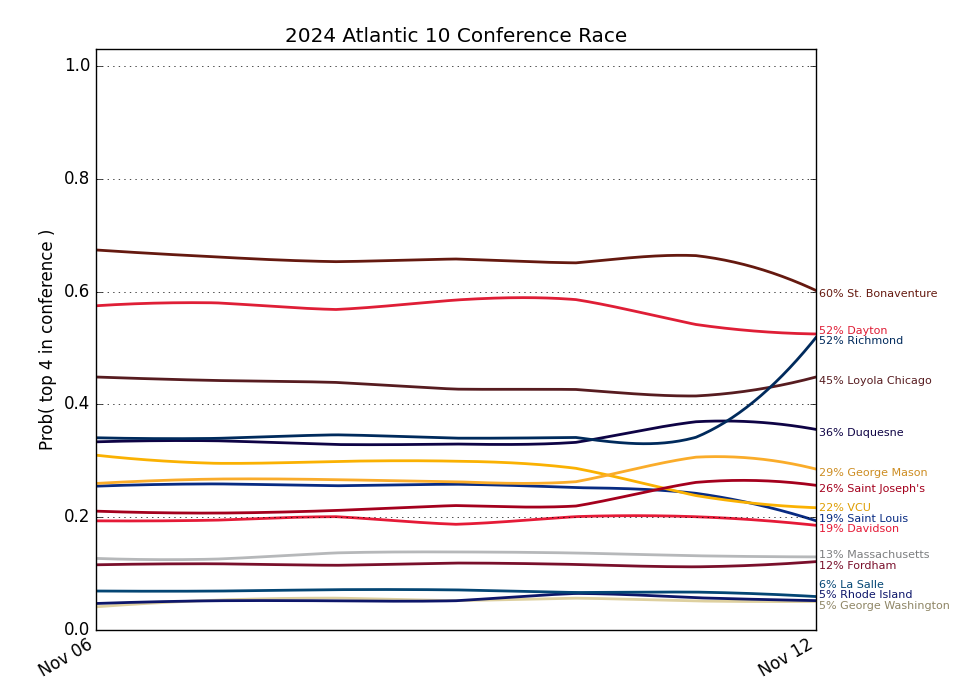 2024 Atlantic 10 Conference Race
Prob( top 4 in conference )
1.0
0.8
0.6
0.4
0.2
0.0
Nov 06
Nov 12
60% St. Bonaventure
52% Dayton
52% Richmond
45% Loyola Chicago
36% Duquesne
29% George Mason
26% Saint Joseph's
22% VCU
19% Saint Louis
19% Davidson
13% Massachusetts
12% Fordham
6% La Salle
5% Rhode Island
5% George Washington